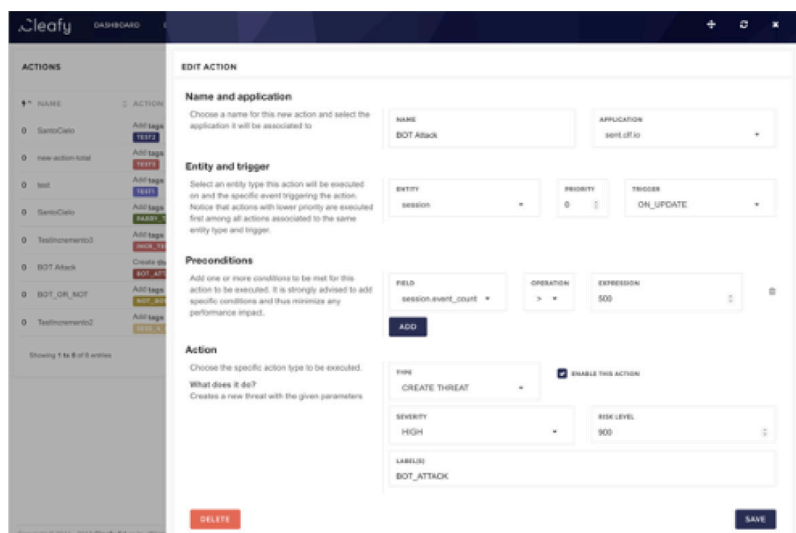 Cleafy DASHBOARD
ACTIONS
EDIT ACTION
NAME ACTION
0 SantoCielo Add tags
TEST2
0 new-action-total Add tags
TEST3
0 test Add tags
TEST1
0 SantoCielo Add tags
0 Testincremento3 Add tags
0 BOT Attack Create
0 BOT_OR_NOT Add tags
0 Testincremento2 Add tags
Showing 1 to 8 of 8 entries
Name and application
Choose a name for this new action and select the
application it will be associated to
NAME
BOT Attack
APPLICATION
sent.clf.io
Entity and trigger
Select an entity type this action will be executed
on and the specific event triggering the action.
Notice that actions with lower priority are executed
first among all actions associated to the same
entity type and trigger.
ENTITY
session
PRIORITY
0
TRIGGER
ON_UPDATE
Preconditions
Add one or more conditions to be met for this
action to be executed. It is strongly advised to add
specific conditions and thus minimize any
performance impact.
FIELD
session.event_count
OPERATION
>
EXPRESSION
500
ADD
Action
Choose the specific action type to be executed.
What does it do?
Creates a new threat with the given parameters
TYPE
CREATE THREAT
ENABLE THIS ACTION
SEVERITY
HIGH
RISK LEVEL
900
LABEL(S)
BOT_ATTACK
DELETE
SAVE